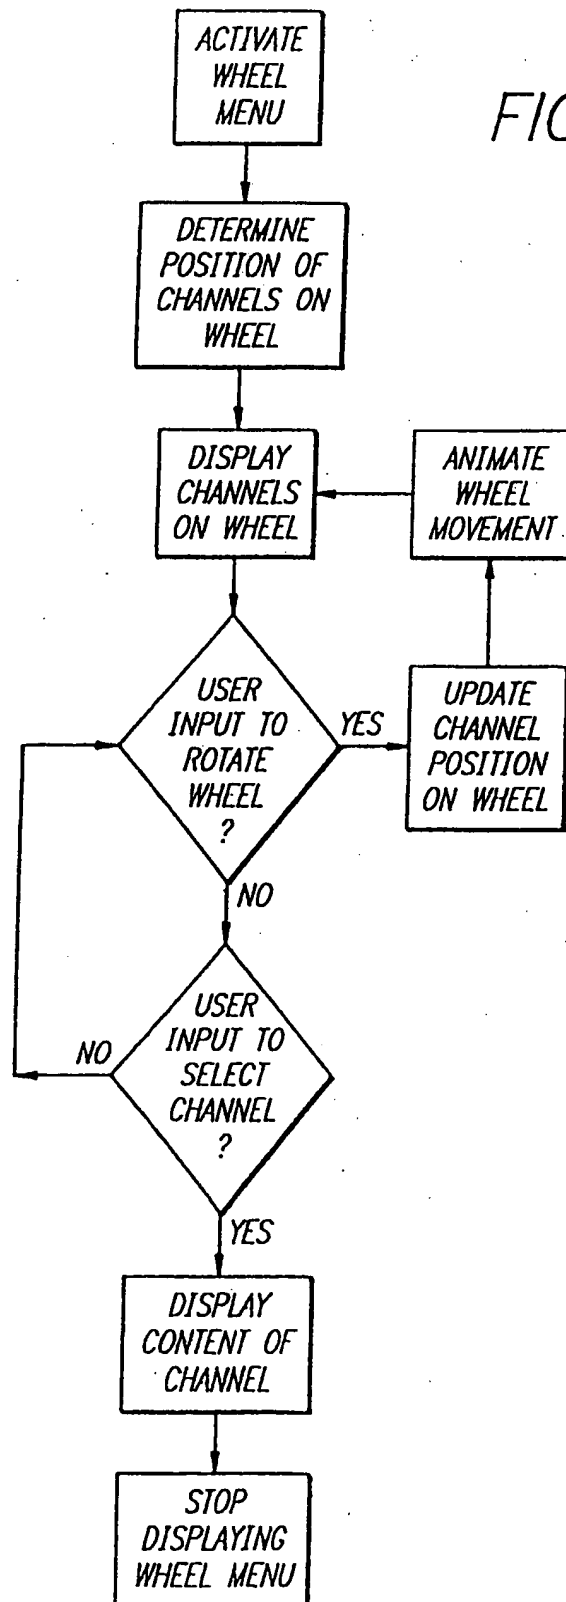 ACTIVATE
WHEEL
MENU
FIG
DETERMINE
POSITION OF
CHANNELS ON
WHEEL
DISPLAY
CHANNELS
ON WHEEL
ANIMATE
WHEEL
MOVEMENT
USER
INPUT TO
ROTATE
WHEEL
?
YES
UPDATE
CHANNEL
POSITION
ON WHEEL
NO
USER
INPUT TO
SELECT
CHANNEL
?
NO
YES
DISPLAY
CONTENT OF
CHANNEL
STOP
DISPLAYING
WHEEL MENU